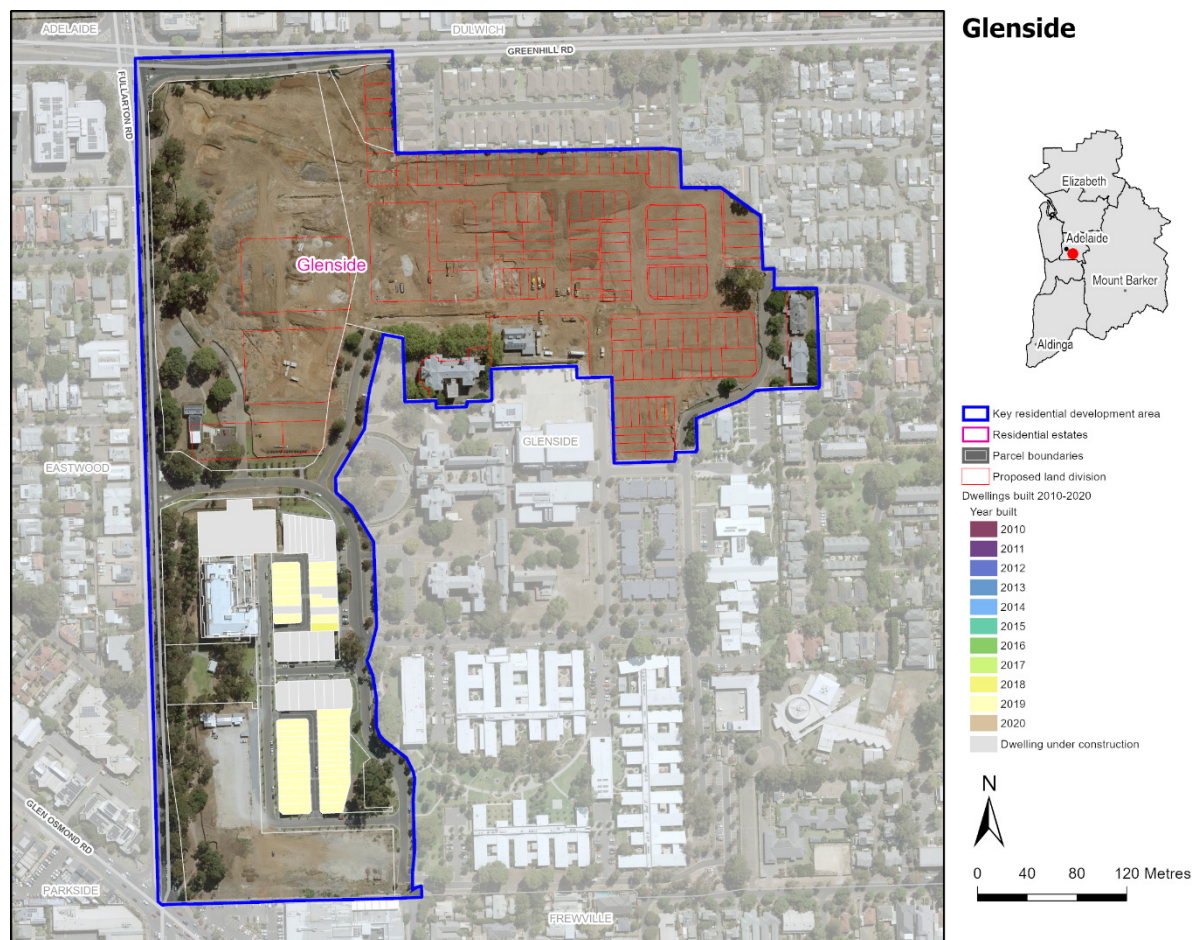 Glenside
ADELAIDE
DULWICH
GREENHILL RD
FULLARTON RD
Glenside
GLENSIDE
EASTWOOD
GLEN OSMOND RD
PARKSIDE
FREWVILLE
Elizabeth
Adelaide
Mount Barker
Aldinga
Key residential development area
Residential estates
Parcel boundaries
Proposed land division
Dwellings built 2010-2020
Year built
2010
2011
2012
2013
2014
2015
2016
2017
2018
2019
2020
Dwelling under construction
N
0 40 80 120 Metres